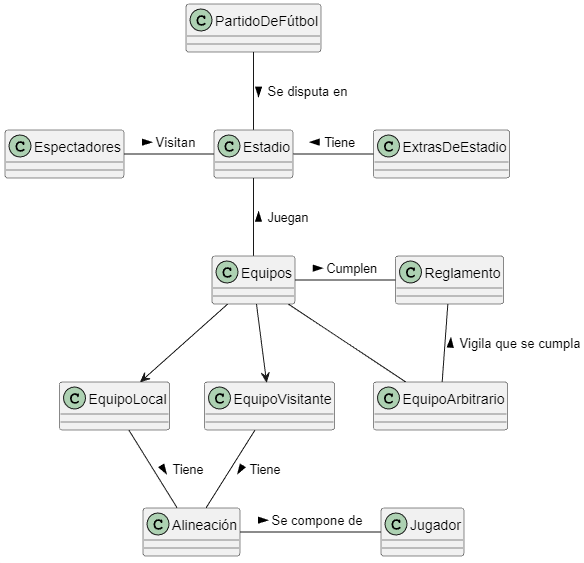 C PartidoDeFútbol
Se disputa en
C Espectadores
Visitan
C Estadio
Tiene
C ExtrasDeEstadio
Juegan
C Equipos
Cumplen
C Reglamento
Vigila que se cumpla
C EquipoLocal
C EquipoVisitante
C EquipoArbitrario
Tiene
Tiene
C Alineación
Se compone de
C Jugador